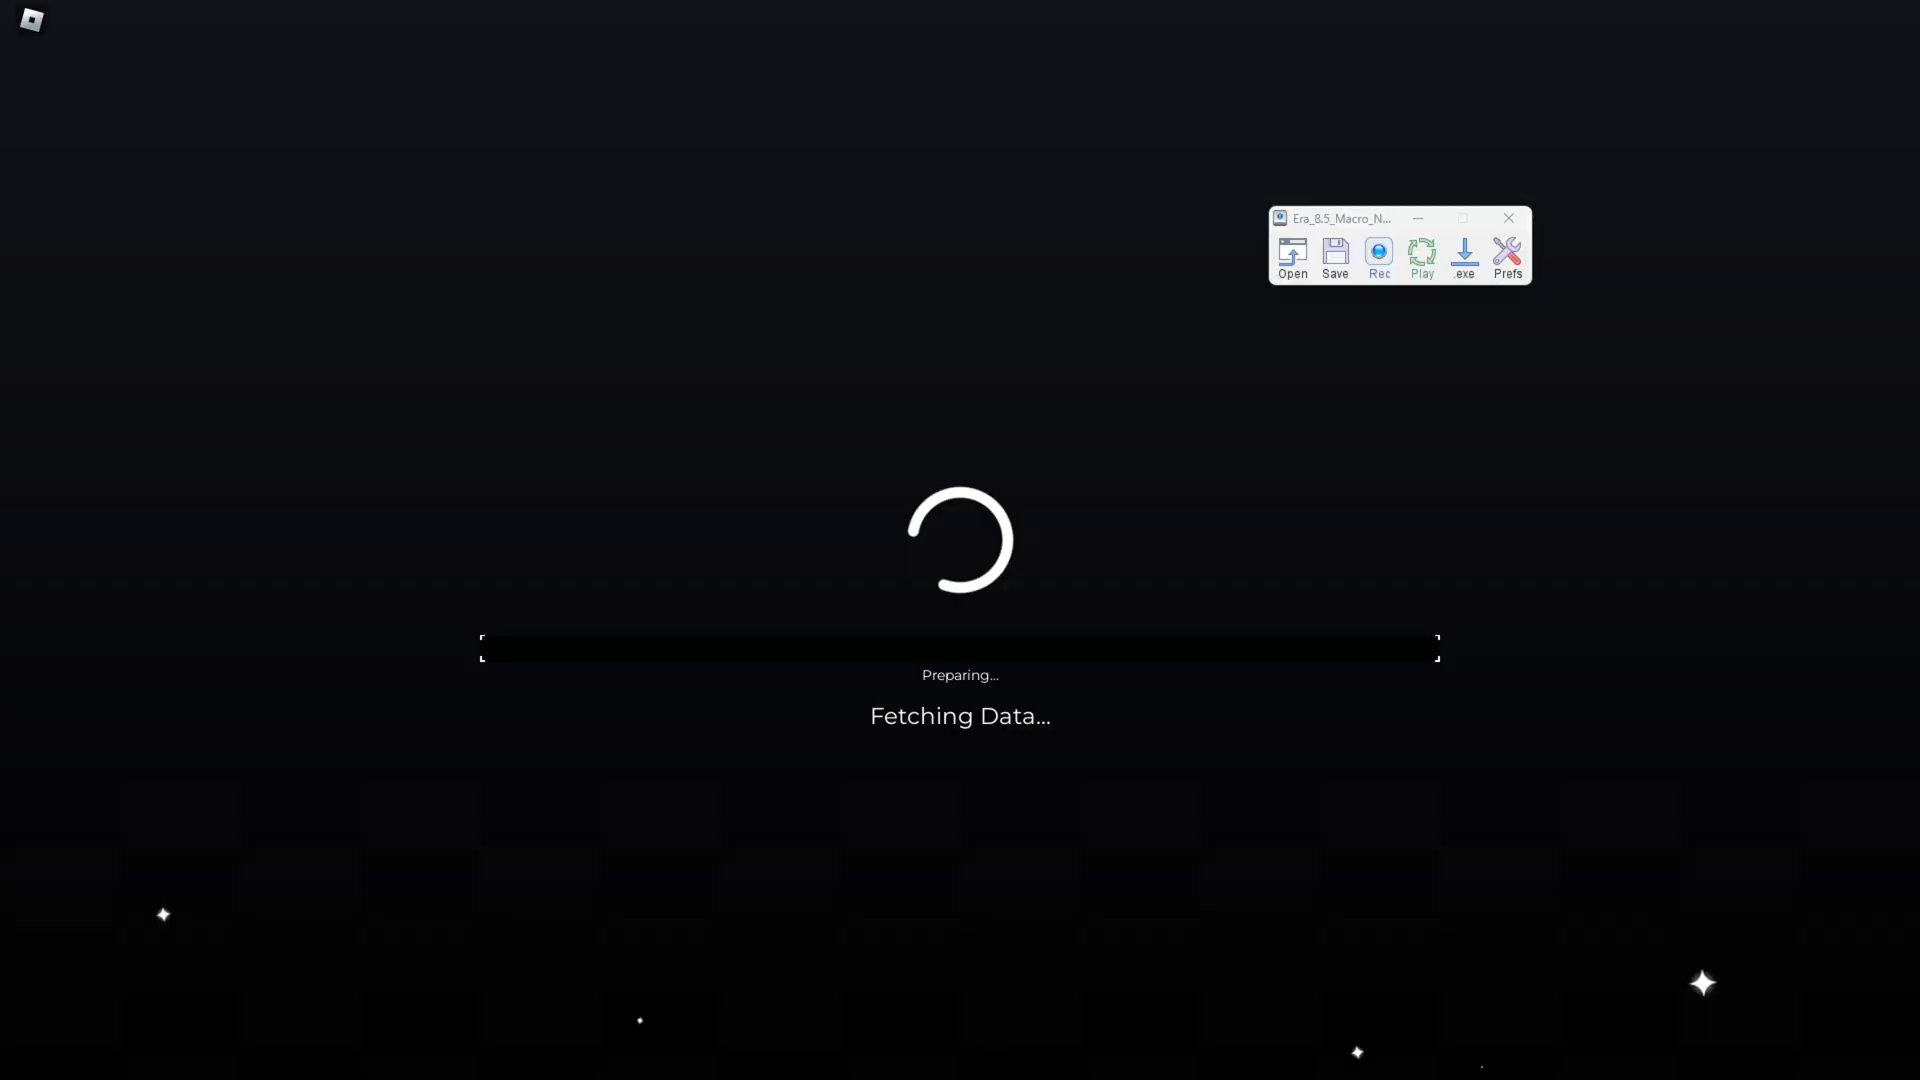 Era_8.5_Macro_N...
Open Save Rec Play .exe Prefs
Preparing...
Fetching Data...